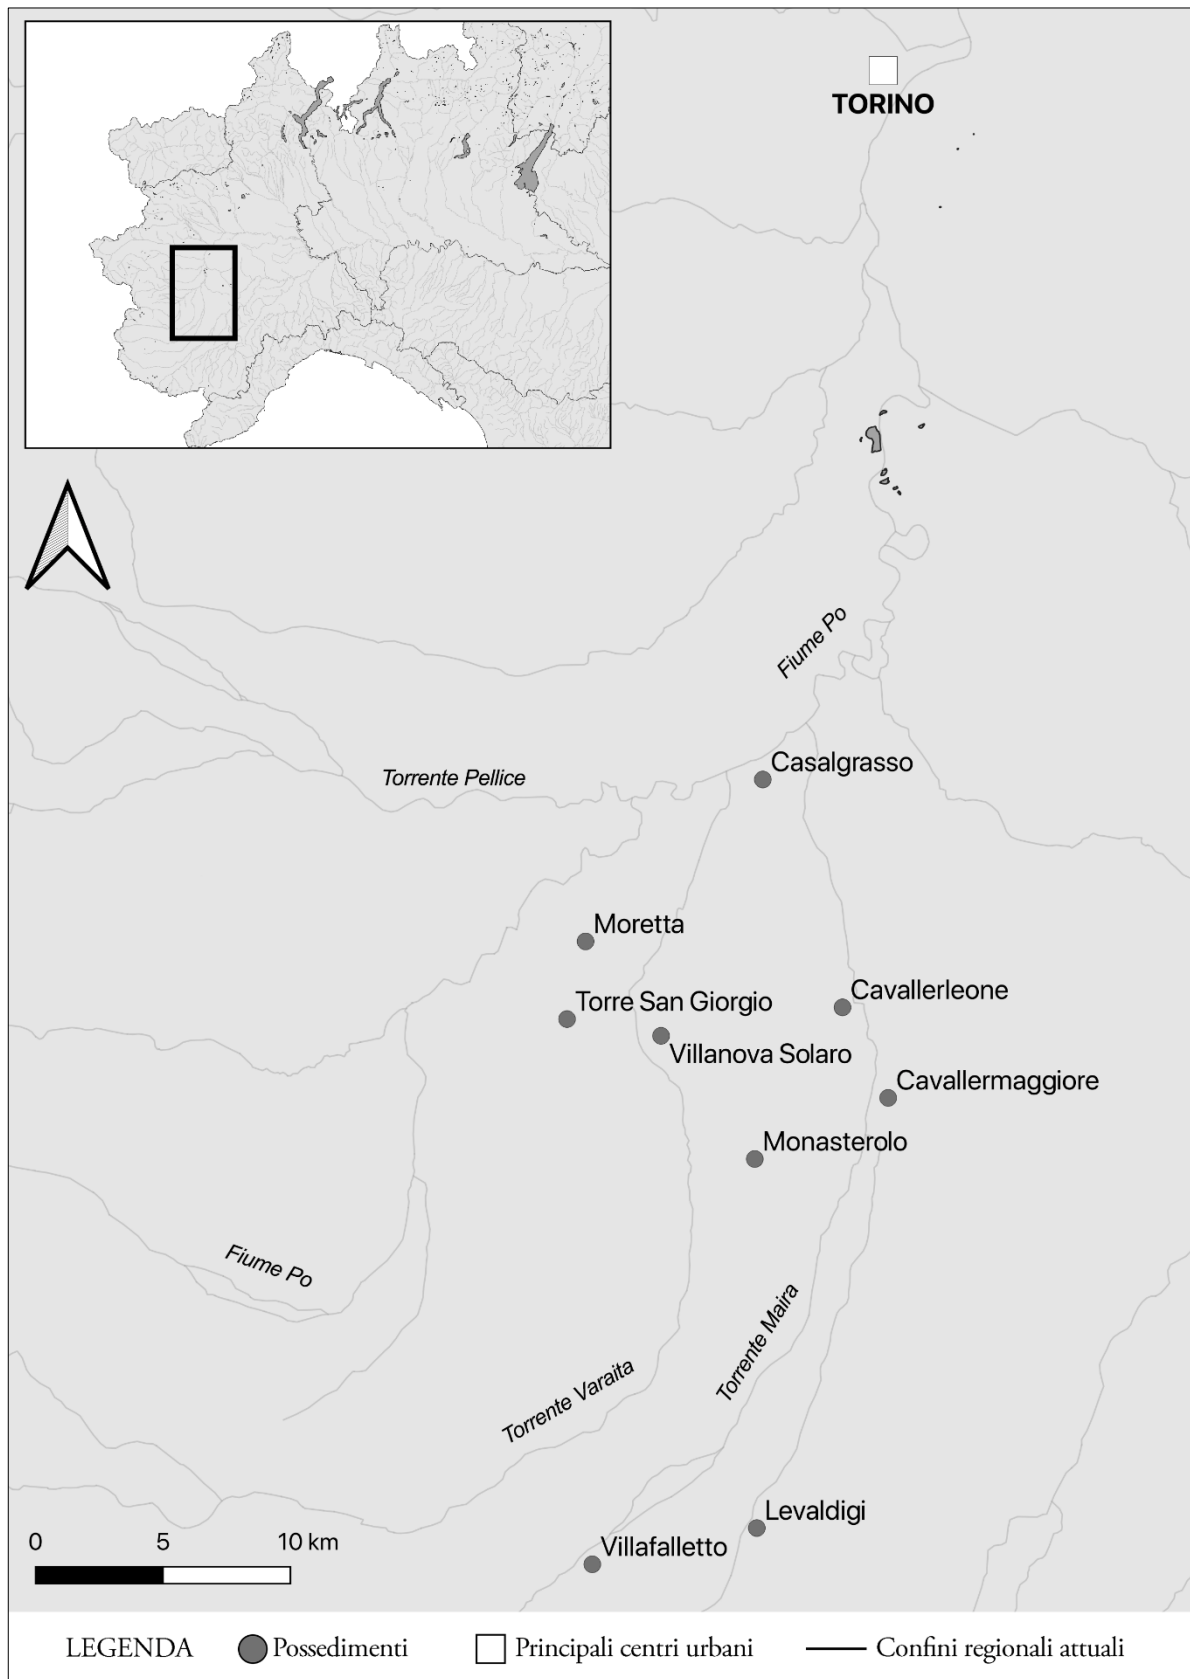 TORINO
Fiume Po
Casalgrasso
Torrente Pellice
Moretta
Cavallerleone
Torre San Giorgio
Villanova Solaro
Cavallermaggiore
Monasterolo
Fiume Po
Torrente Maira
Torrente Varaita
Levaldigi
Villafalletto
0 5 10 km
LEGENDA Possedimenti Principali centri urbani Confini regionali attuali